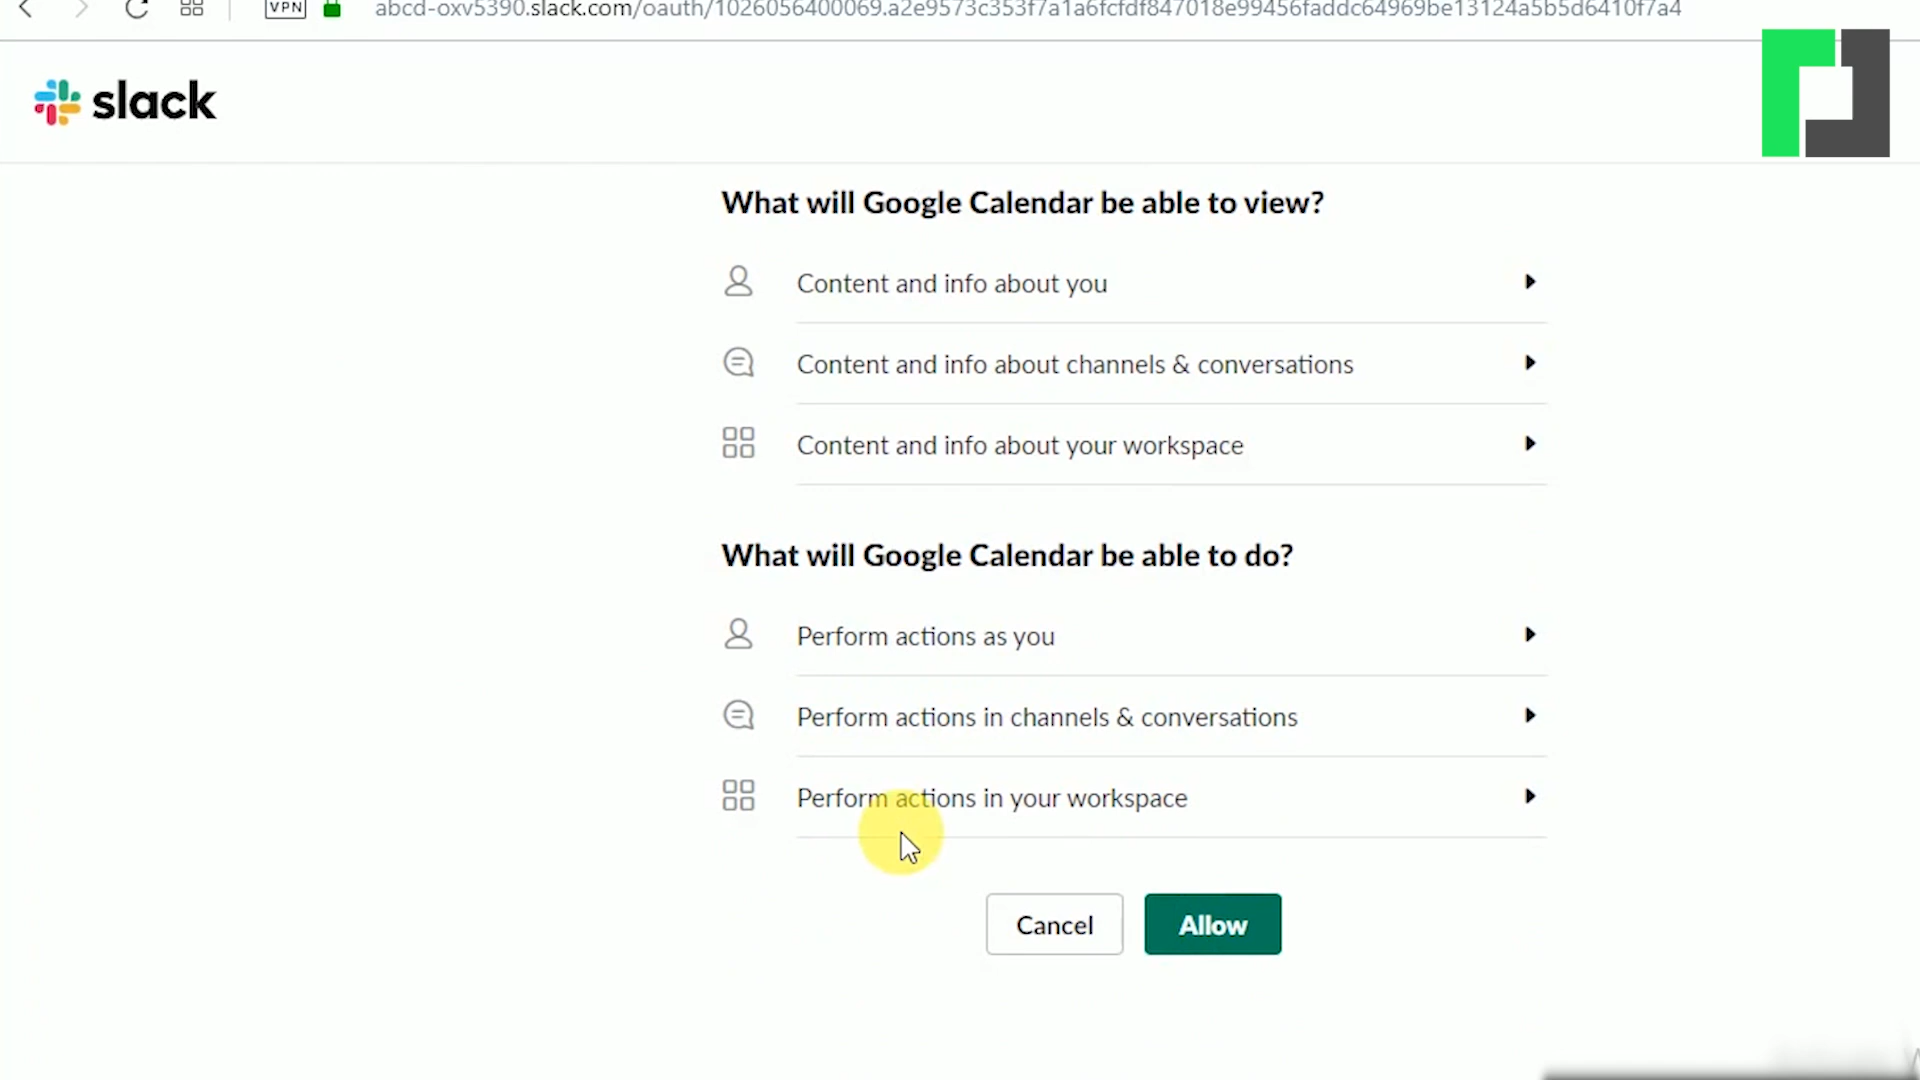 VPN
abcd-oxv5390.slack.com/oauth/1026056400069.a2e9573c353f7a1a6fcfdf847018e99456faddc64969be13124a5b5d6410f7a4
slack
What will Google Calendar be able to view?
Content and info about you
Content and info about channels & conversations
Content and info about your workspace
What will Google Calendar be able to do?
Perform actions as you
Perform actions in channels & conversations
Perform actions in your workspace
Cancel
Allow